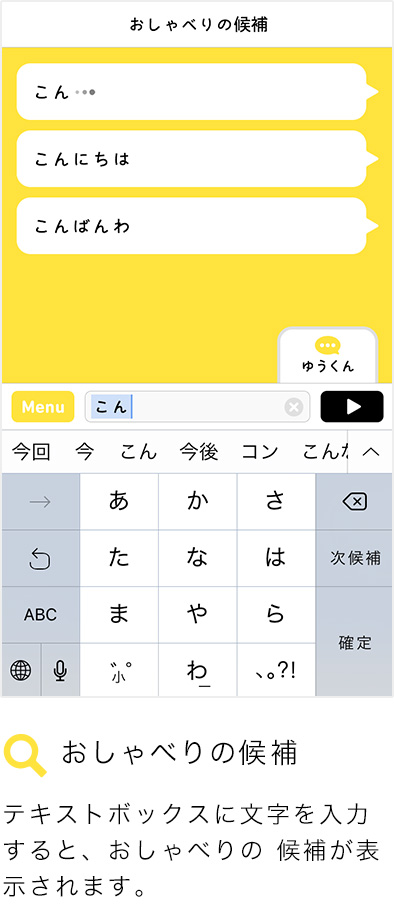 おしゃべりの候補
こん
こんにちは
こんばんわ
ゆうくん
Menu
こん
今回 今 こん 今後 コン こんな
→ あ か さ
た な は 次候補
ABC ま や ら
確定
゛゜小 わ_ 、。?!
おしゃべりの候補
テキストボックスに文字を入力
すると、おしゃべりの 候補が表
示されます。